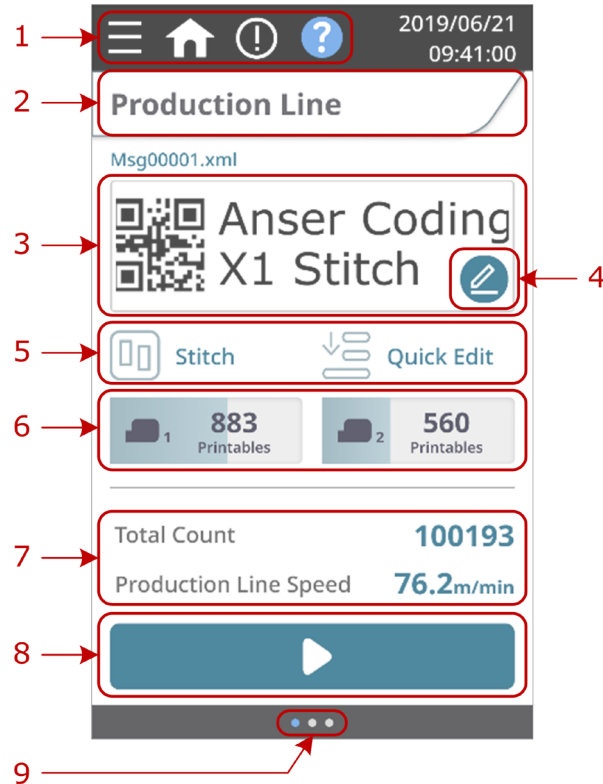 1
2019/06/21
09:41:00
2
Production Line
Msg00001.xml
3
Anser Coding
X1 Stitch
4
5
Stitch
Quick Edit
6
1
883
Printables
2
560
Printables
7
Total Count
100193
Production Line Speed
76.2m/min
8
9